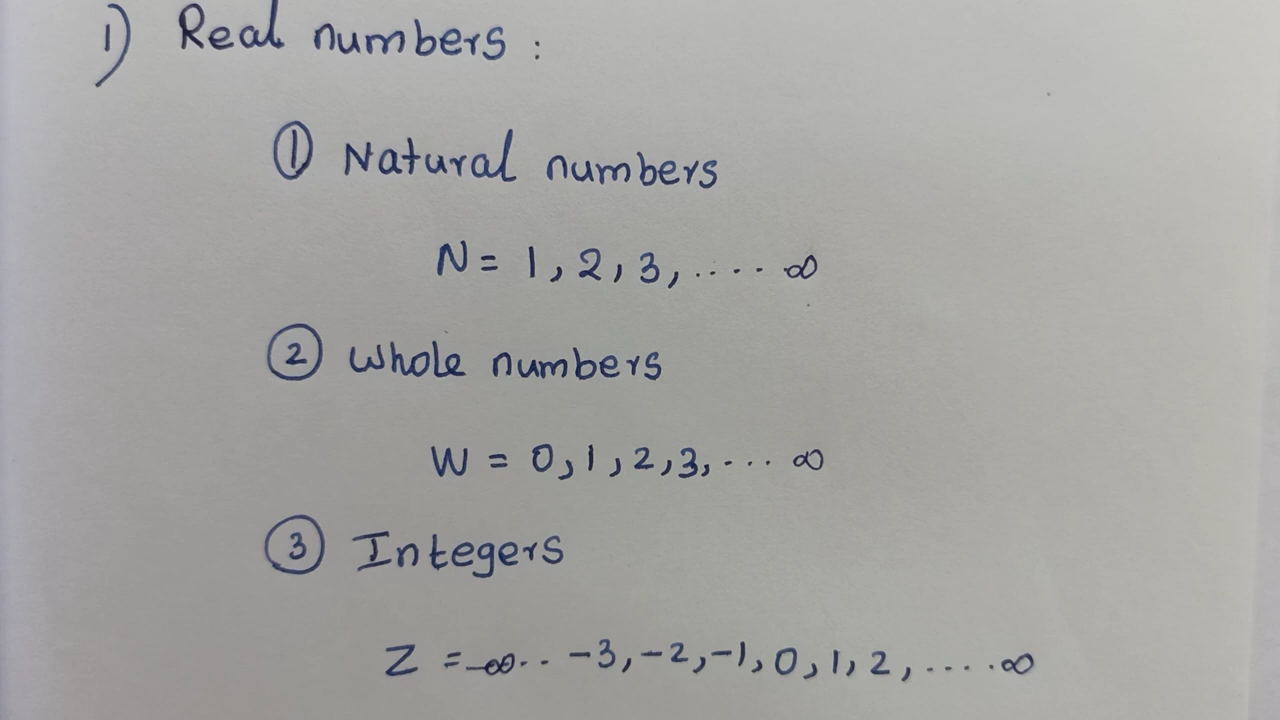 1) Real numbers :
① Natural numbers
N = 1, 2, 3, ..... ∞
② Whole numbers
W = 0, 1, 2, 3, .... ∞
③ Integers
Z = -∞.. -3, -2, -1, 0, 1, 2, .....∞